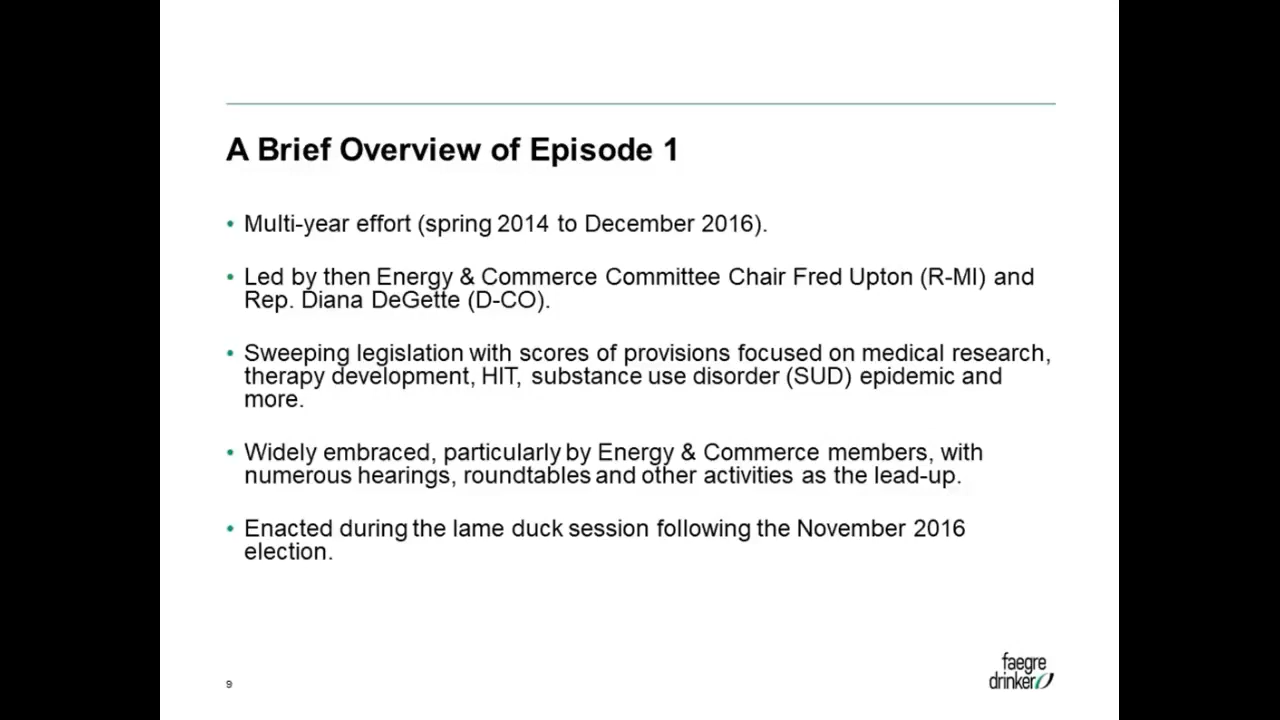 A Brief Overview of Episode 1
• Multi-year effort (spring 2014 to December 2016).
• Led by then Energy & Commerce Committee Chair Fred Upton (R-MI) and
Rep. Diana DeGette (D-CO).
• Sweeping legislation with scores of provisions focused on medical research,
therapy development, HIT, substance use disorder (SUD) epidemic and
more.
• Widely embraced, particularly by Energy & Commerce members, with
numerous hearings, roundtables and other activities as the lead-up.
• Enacted during the lame duck session following the November 2016
election.
9
faegre
drinker